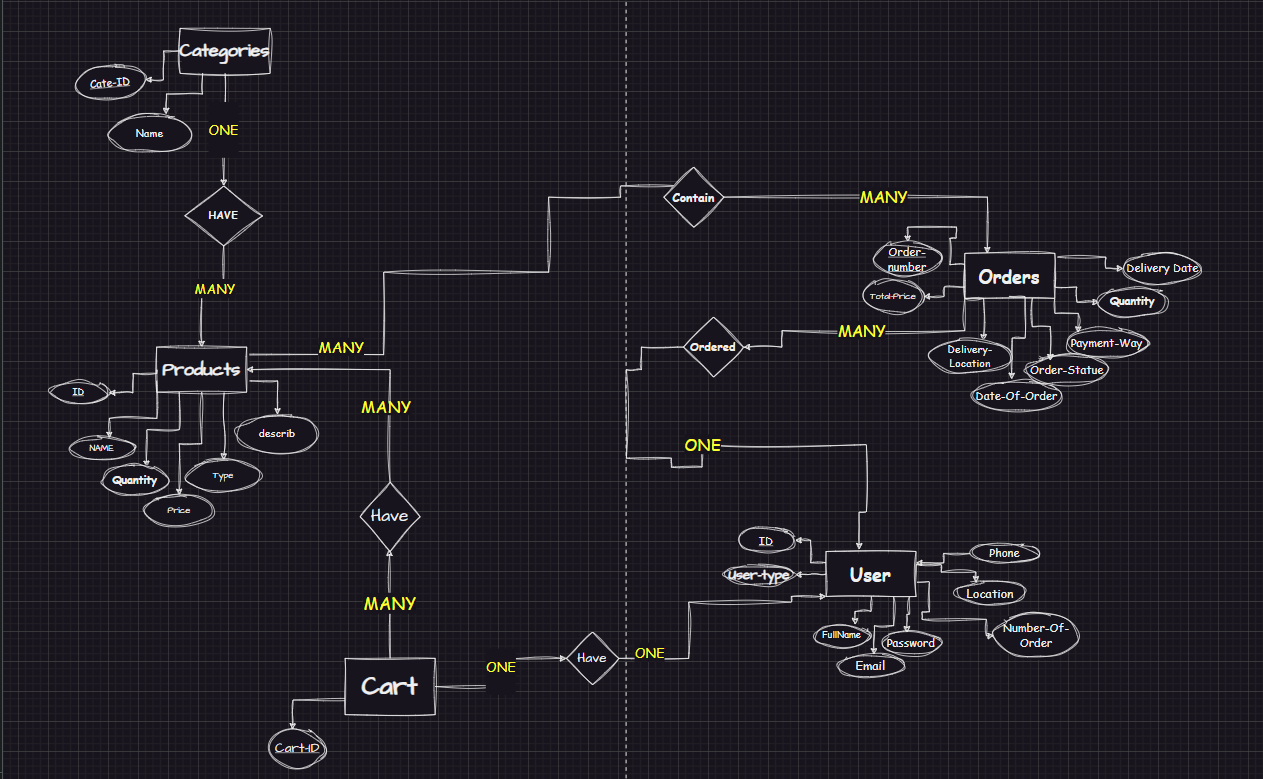 Categories
Cate-ID
Name
ONE
HAVE
MANY
Products
ID
NAME
Quantity
Price
Type
describ
MANY
MANY
Have
MANY
Cart
Cart-ID
ONE
Have
ONE
Contain
MANY
Orders
Order-
number
Total-Price
Delivery Date
Quantity
Payment-Way
Order-Statue
Date-Of-Order
Delivery-
Location
MANY
Ordered
ONE
User
ID
User-type
FullName
Email
Password
Phone
Location
Number-Of-
Order